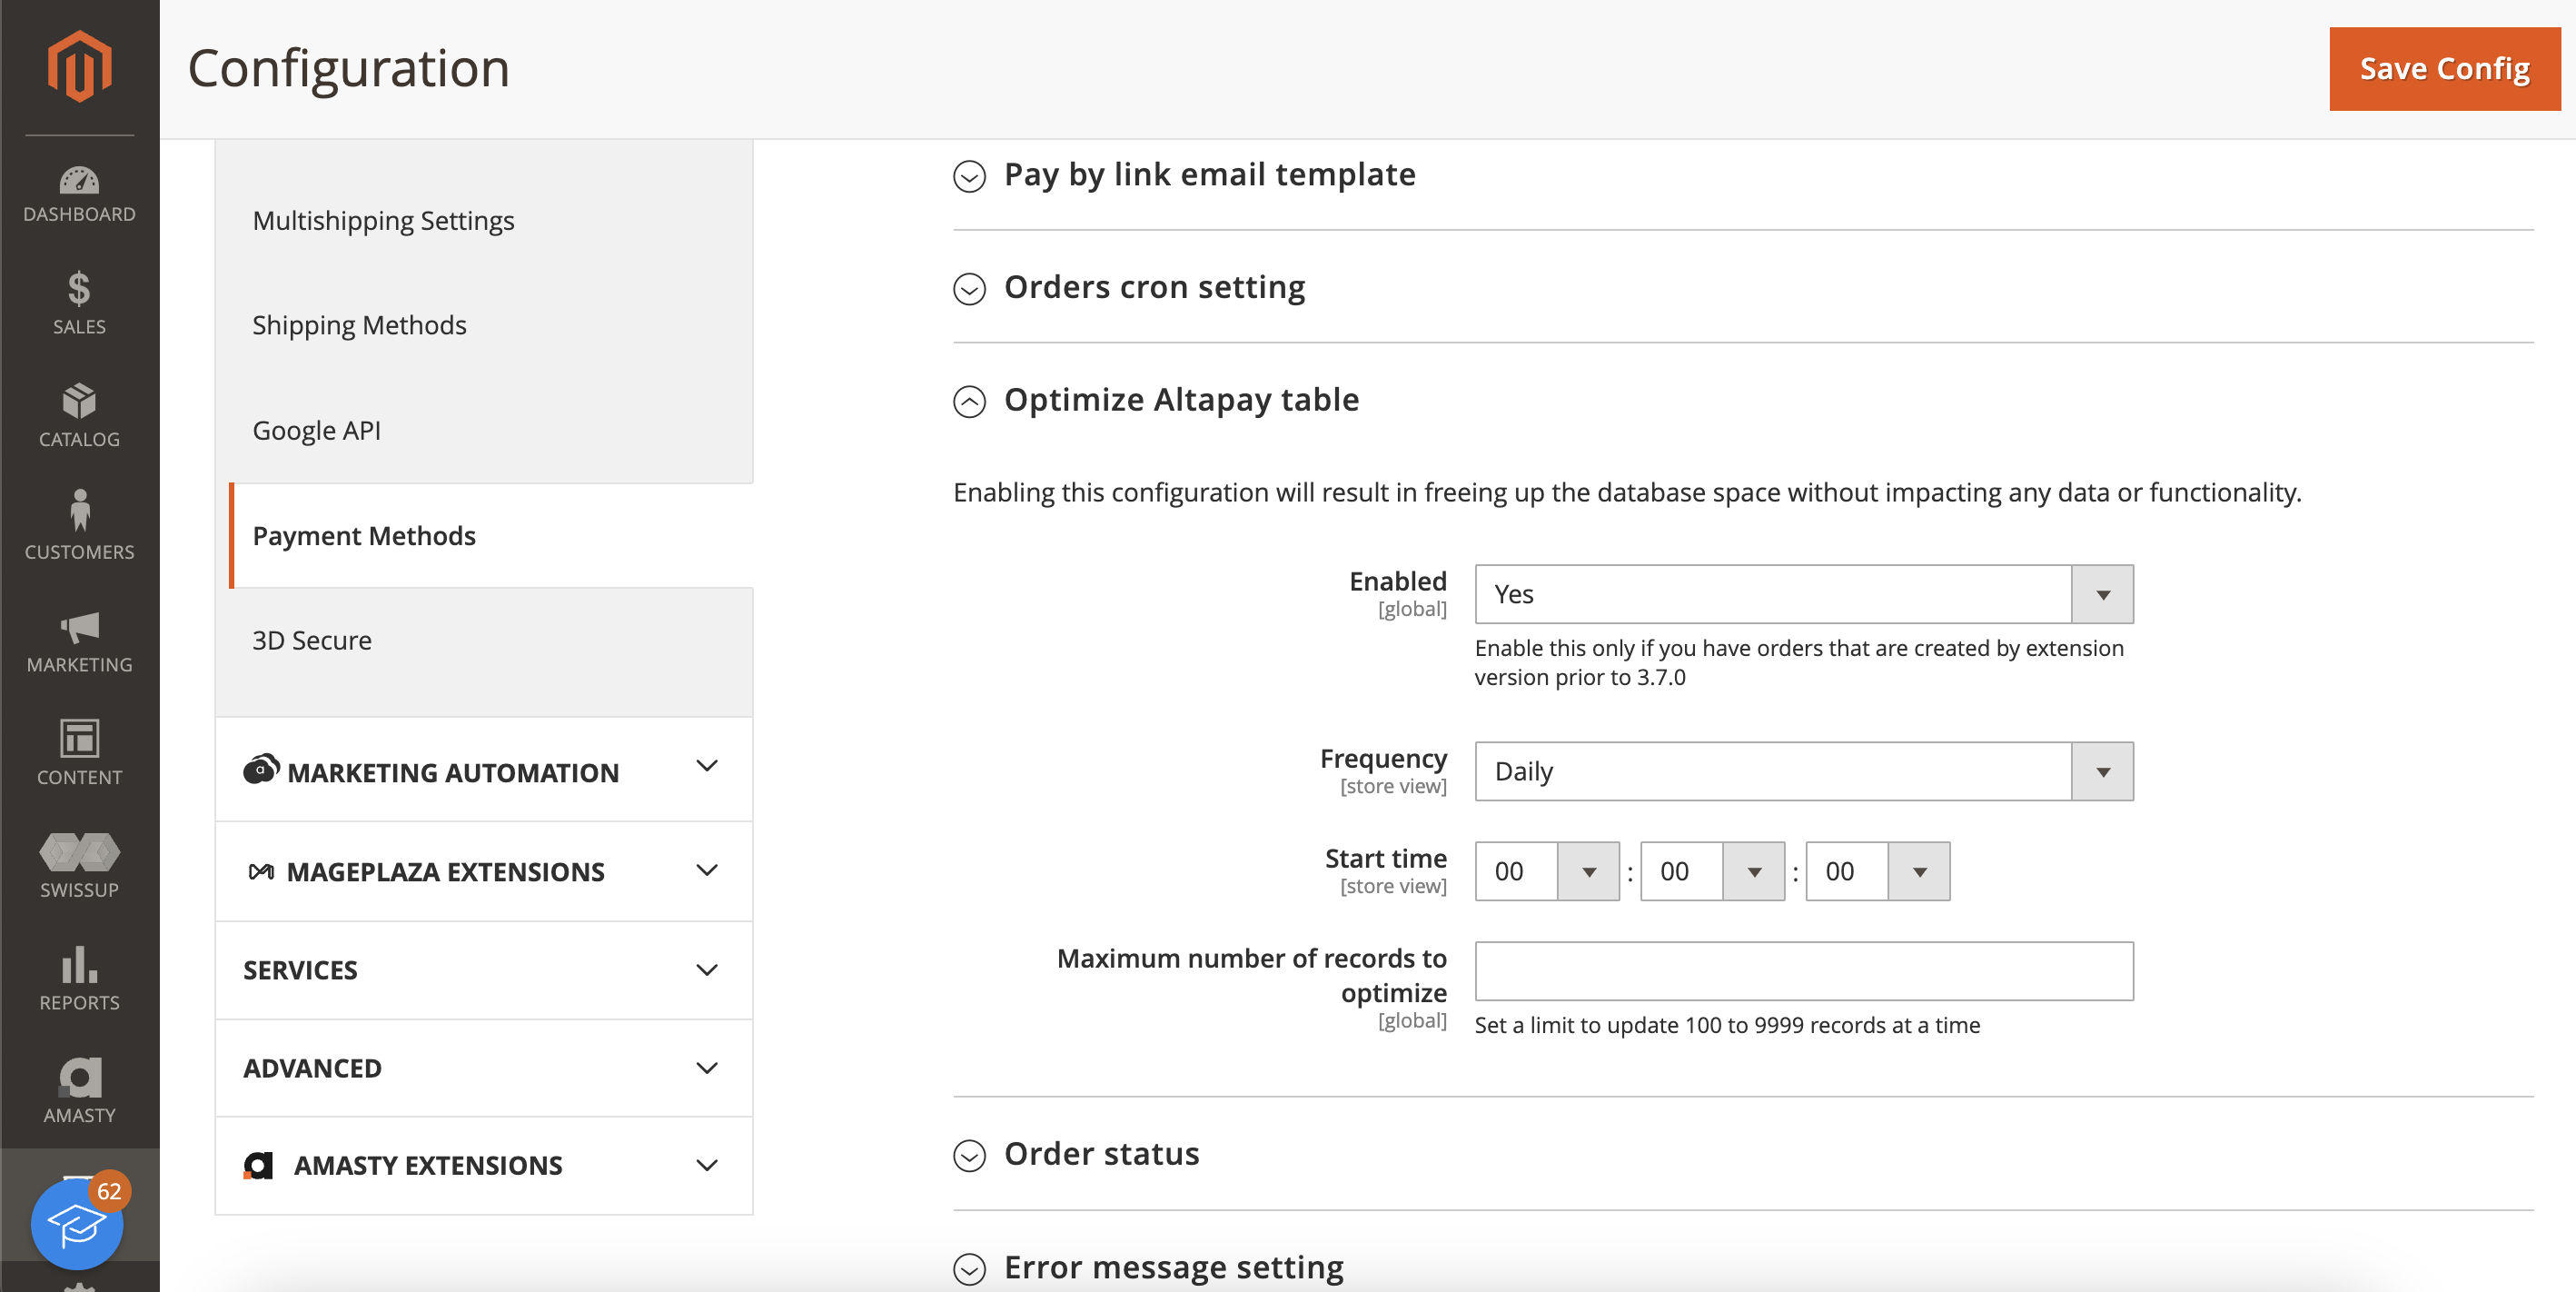 Configuration
Save Config
DASHBOARD
SALES
CATALOG
CUSTOMERS
MARKETING
CONTENT
SWISSUP
REPORTS
AMASTY
62
Multishipping Settings
Shipping Methods
Google API
Payment Methods
3D Secure
MARKETING AUTOMATION
MAGEPLAZA EXTENSIONS
SERVICES
ADVANCED
AMASTY EXTENSIONS
Pay by link email template
Orders cron setting
Optimize Altapay table
Enabling this configuration will result in freeing up the database space without impacting any data or functionality.
Enabled
[global]
Yes
Enable this only if you have orders that are created by extension
version prior to 3.7.0
Frequency
[store view]
Daily
Start time
[store view]
00 : 00 : 00
Maximum number of records to
optimize
[global]
Set a limit to update 100 to 9999 records at a time
Order status
Error message setting